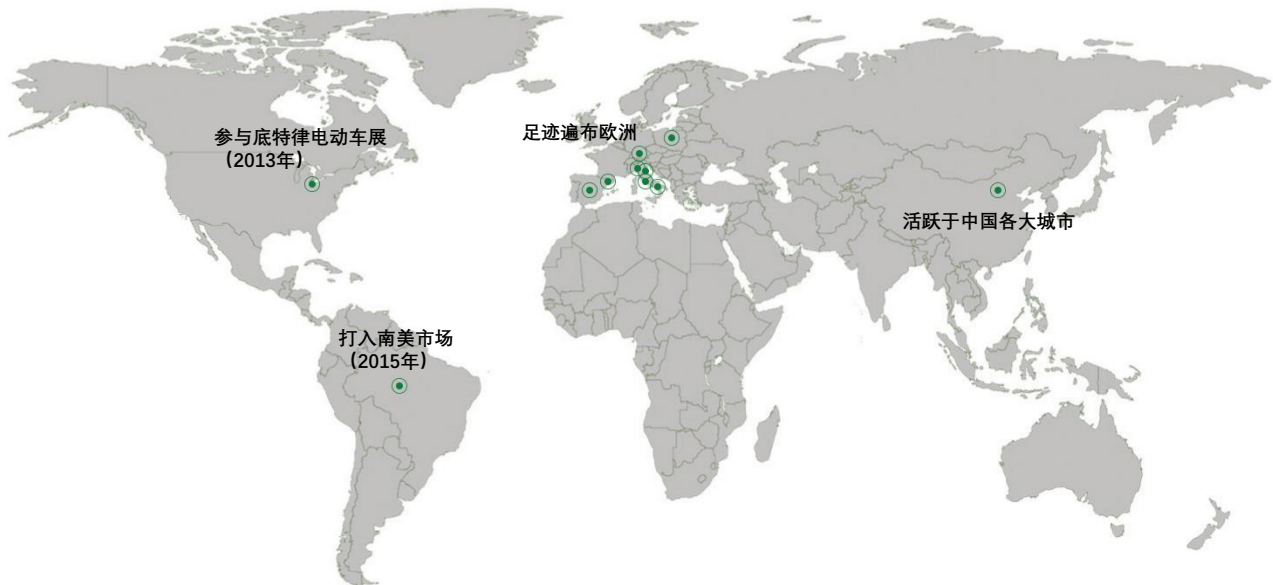 参与底特律电动车展
（2013年）
足迹遍布欧洲
活跃于中国各大城市
打入南美市场
（2015年）